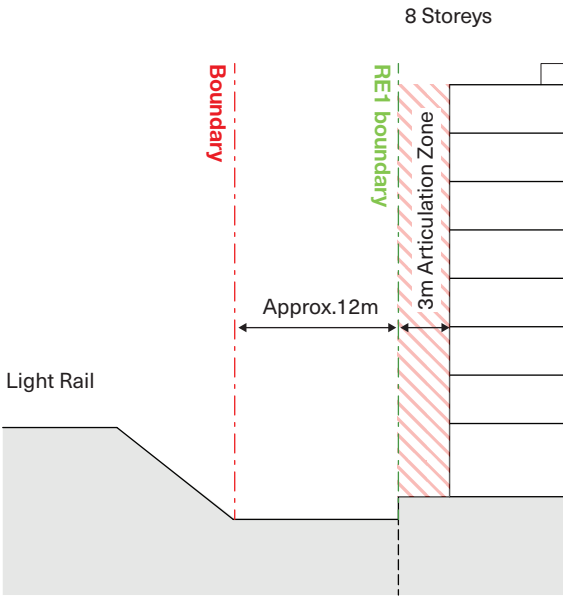 8 Storeys
Boundary
RE1 boundary
3m Articulation Zone
Approx.12m
Light Rail